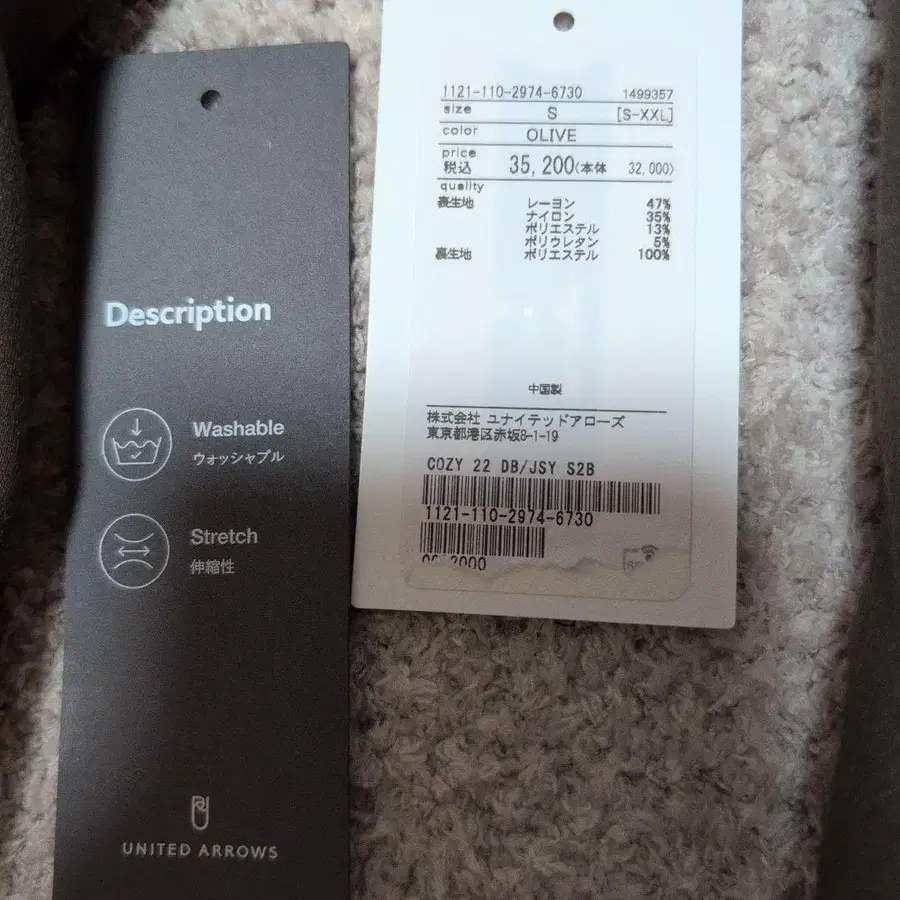 Description
Washable
ウォッシャブル
Stretch
伸縮性
UNITED ARROWS
1121-110-2974-6730 1499357
size S [S-XXL]
color OLIVE
price
税込 35,200(本体 32,000)
quality
表生地 レーヨン 47%
ナイロン 35%
ポリエステル 13%
ポリウレタン 5%
裏生地 ポリエステル 100%
中国製
株式会社 ユナイテッドアローズ
東京都港区赤坂8-1-19
COZY 22 DB/JSY S2B
1121-110-2974-6730